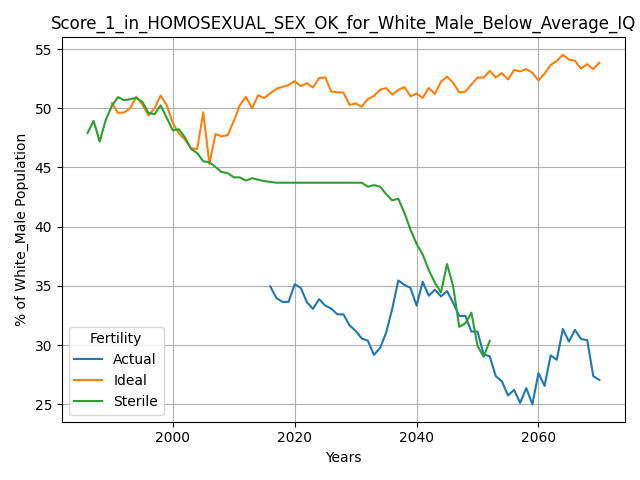 Score_1_in_HOMOSEXUAL_SEX_OK_for_White_Male_Below_Average_IQ
% of White_Male Population
55
50
45
40
35
30
25
Fertility
Actual
Ideal
Sterile
2000
2020
2040
2060
Years